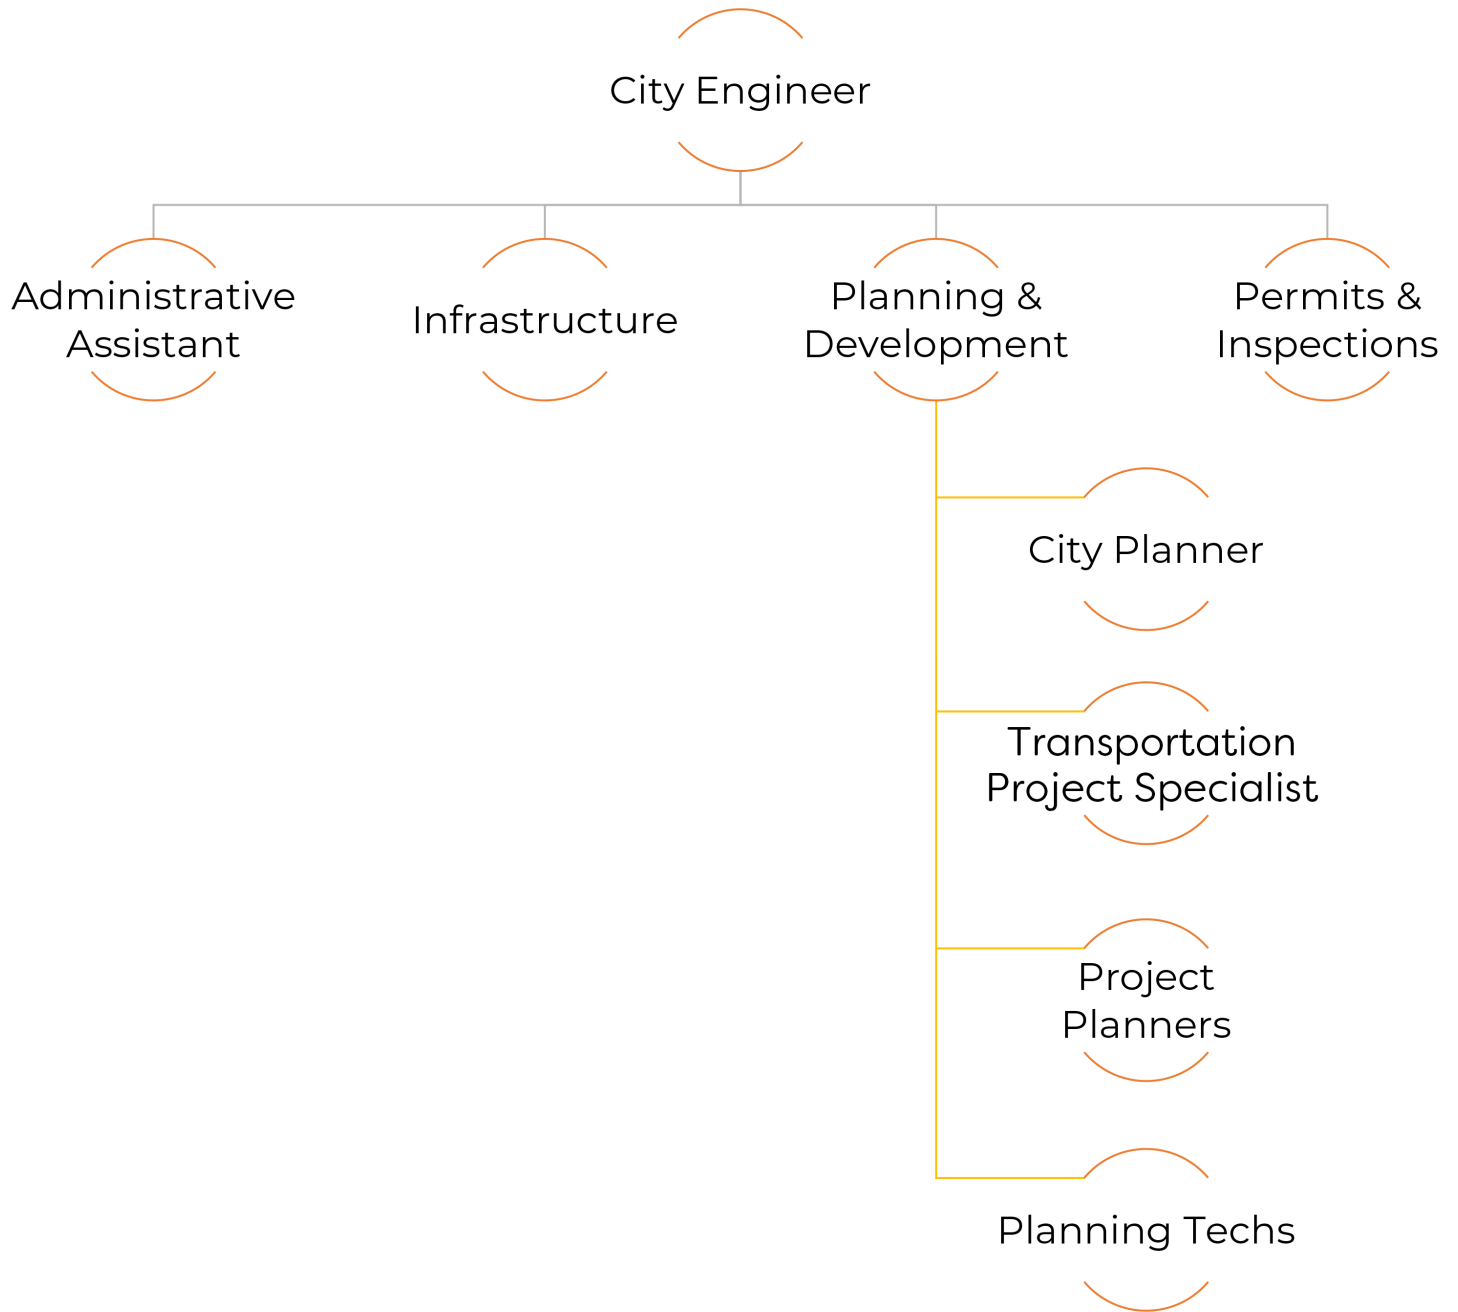 City Engineer
Administrative
Assistant
Infrastructure
Planning &
Development
Permits &
Inspections
City Planner
Transportation
Project Specialist
Project
Planners
Planning Techs